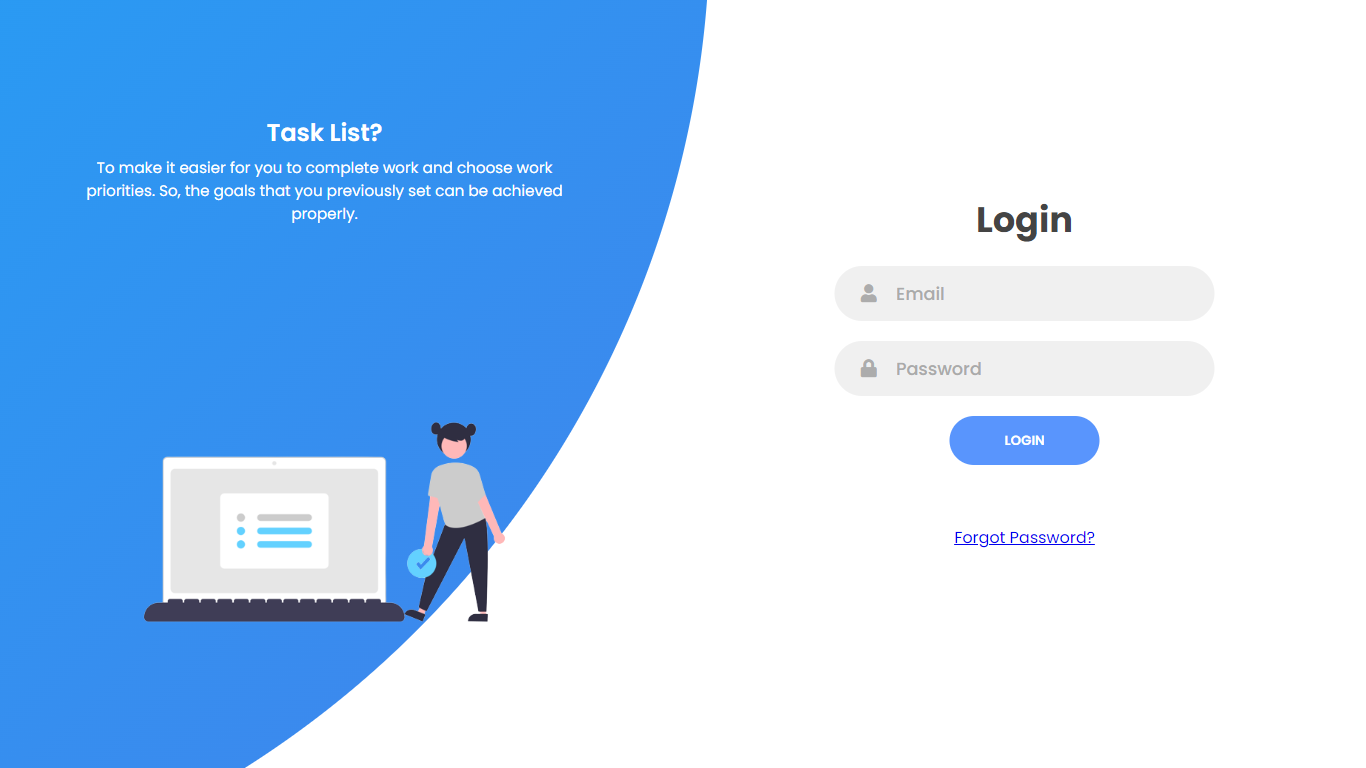 Task List?
To make it easier for you to complete work and choose work
priorities. So, the goals that you previously set can be achieved
properly.
Login
Email
Password
LOGIN
Forgot Password?